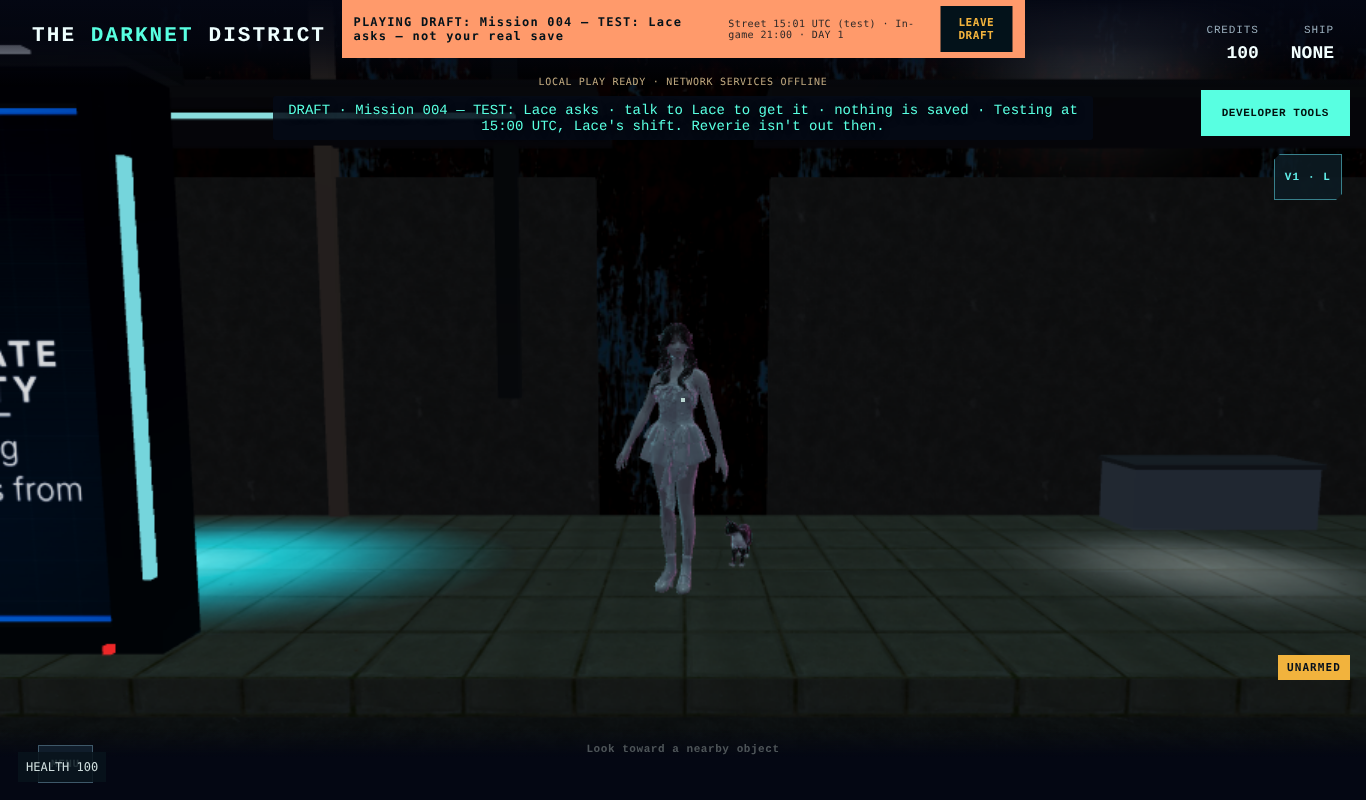 THE DARKNET DISTRICT
PLAYING DRAFT: Mission 004 — TEST: Lace
asks — not your real save
Street 15:01 UTC (test) · In-
game 21:00 · DAY 1
LEAVE
DRAFT
CREDITS
100
SHIP
NONE
LOCAL PLAY READY · NETWORK SERVICES OFFLINE
DRAFT · Mission 004 — TEST: Lace asks · talk to Lace to get it · nothing is saved · Testing at
15:00 UTC, Lace's shift. Reverie isn't out then.
DEVELOPER TOOLS
V1 · L
ATE
TY
g
s from
UNARMED
Look toward a nearby object
HEALTH 100